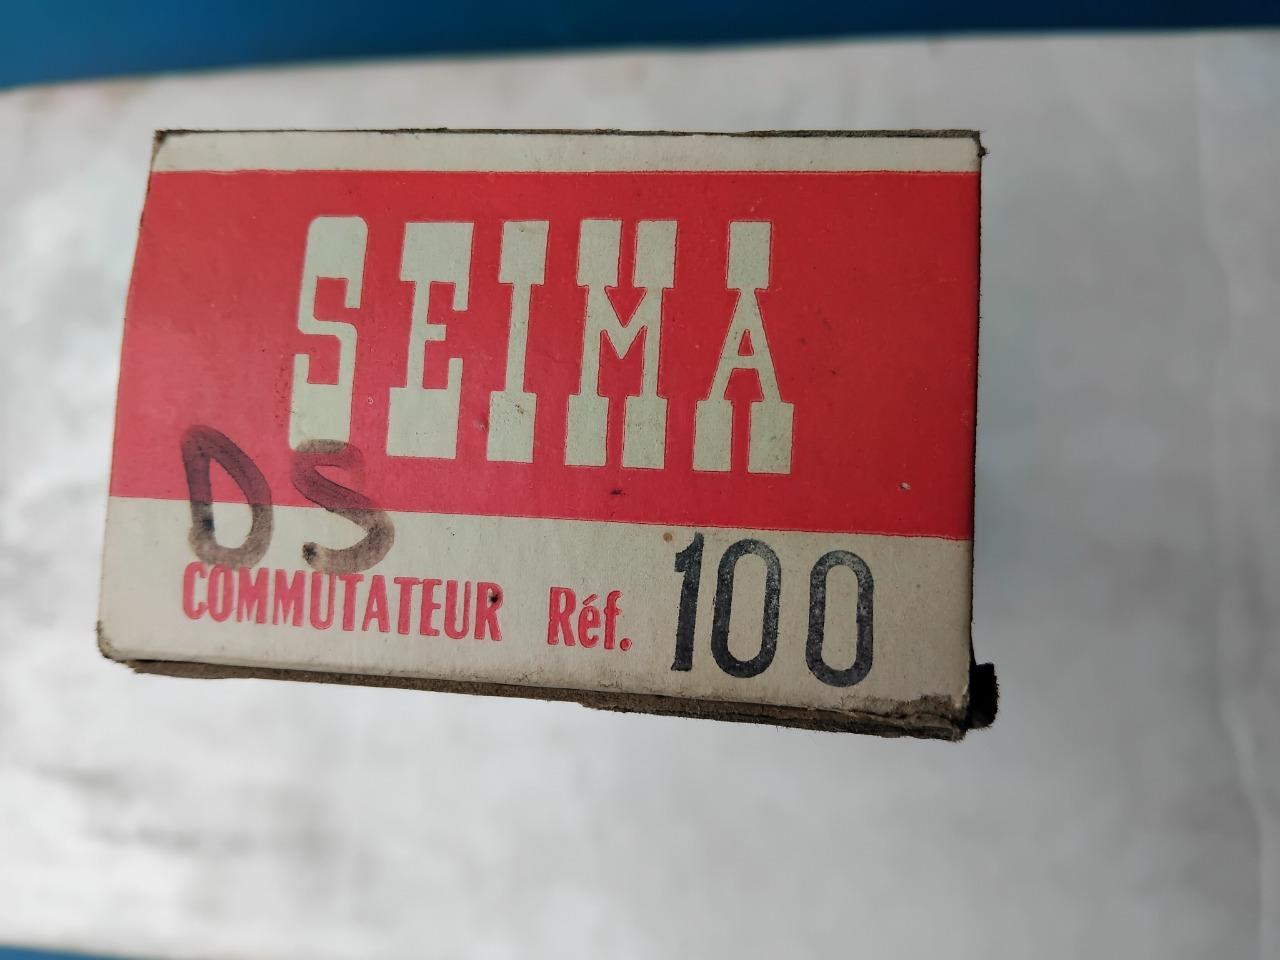 SEIMA
DS
COMMUTATEUR Réf. 100